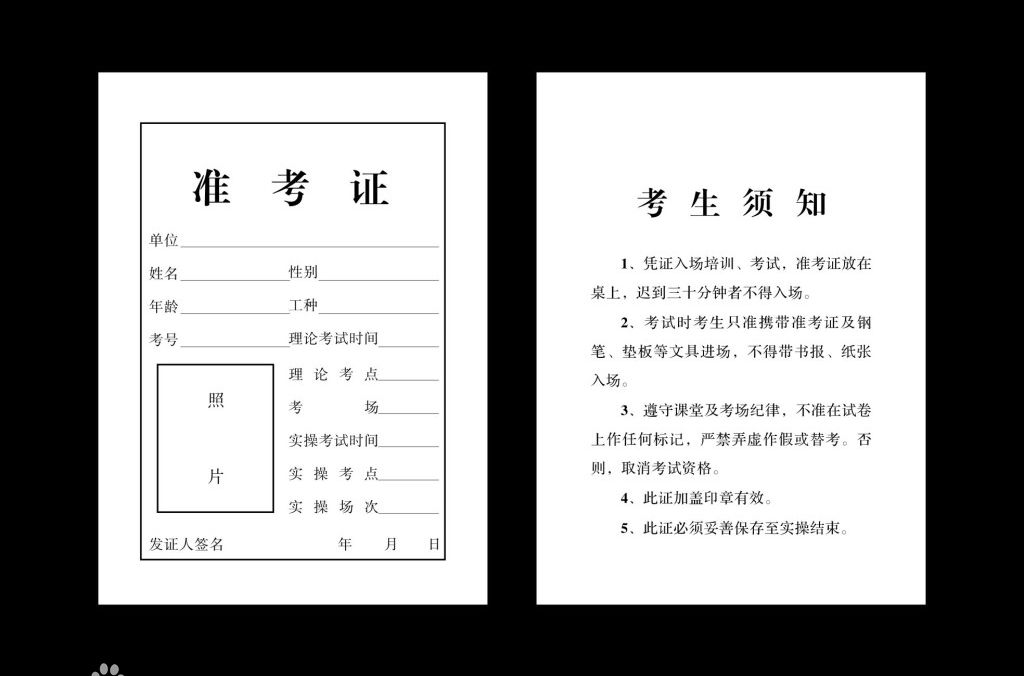 准考证
单位
姓名 性别
年龄 工种
考号 理论考试时间
照片
理论考点
考场
实操考试时间
实操考点
实操场次
发证人签名 年 月 日
考生须知
1、凭证入场培训、考试，准考证放在
桌上，迟到三十分钟者不得入场。
2、考试时考生只准携带准考证及钢
笔、垫板等文具进场，不得带书报、纸张
入场。
3、遵守课堂及考场纪律，不准在试卷
上作任何标记，严禁弄虚作假或替考。否
则，取消考试资格。
4、此证加盖印章有效。
5、此证必须妥善保存至实操结束。